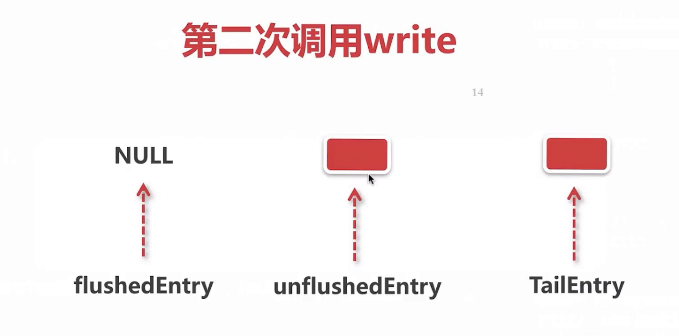 第二次调用write
14
NULL
flushedEntry
unflushedEntry
TailEntry